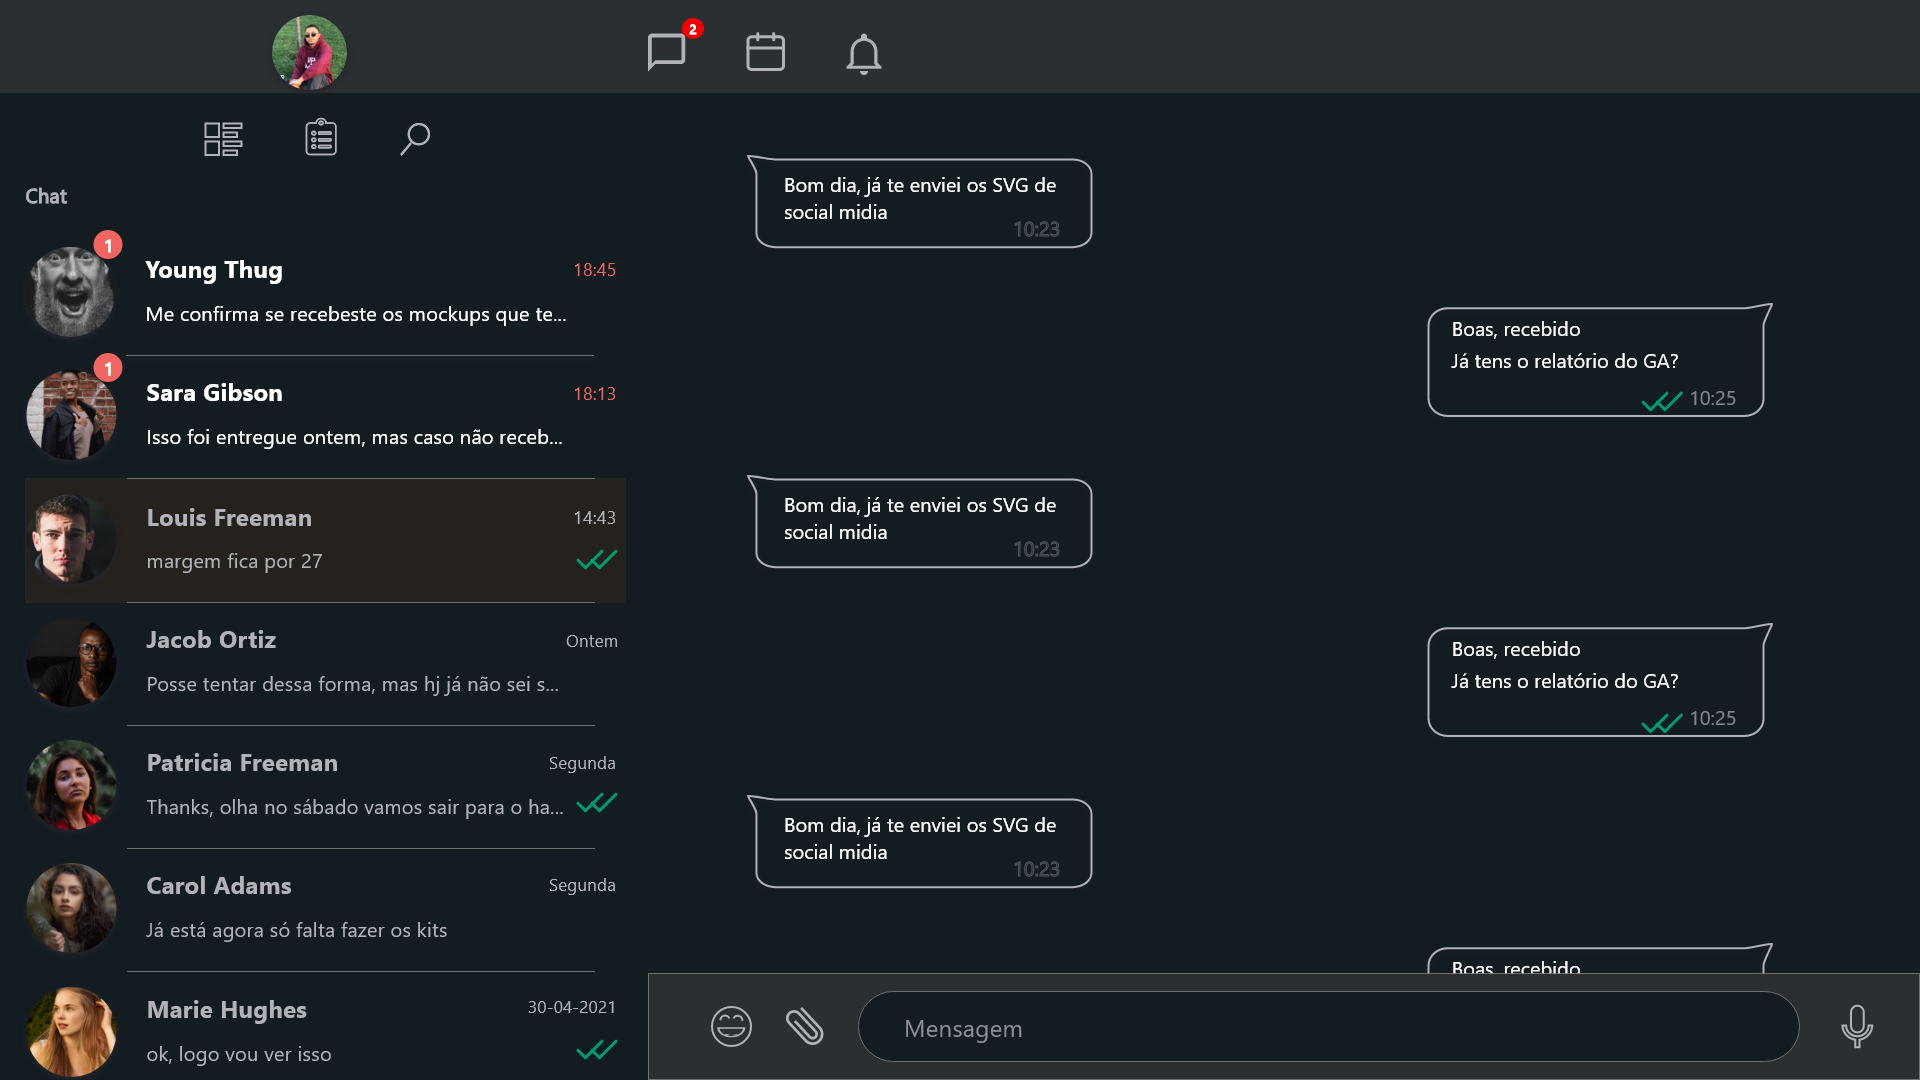 2
Chat
1
Young Thug
18:45
Me confirma se recebeste os mockups que te...
1
Sara Gibson
18:13
Isso foi entregue ontem, mas caso não receb...
Louis Freeman
14:43
margem fica por 27
Jacob Ortiz
Ontem
Posse tentar dessa forma, mas hj já não sei s...
Patricia Freeman
Segunda
Thanks, olha no sábado vamos sair para o ha...
Carol Adams
Segunda
Já está agora só falta fazer os kits
Marie Hughes
30-04-2021
ok, logo vou ver isso
Bom dia, já te enviei os SVG de
social midia
10:23
Boas, recebido
Já tens o relatório do GA?
10:25
Bom dia, já te enviei os SVG de
social midia
10:23
Boas, recebido
Já tens o relatório do GA?
10:25
Bom dia, já te enviei os SVG de
social midia
10:23
Boas, recebido
Mensagem